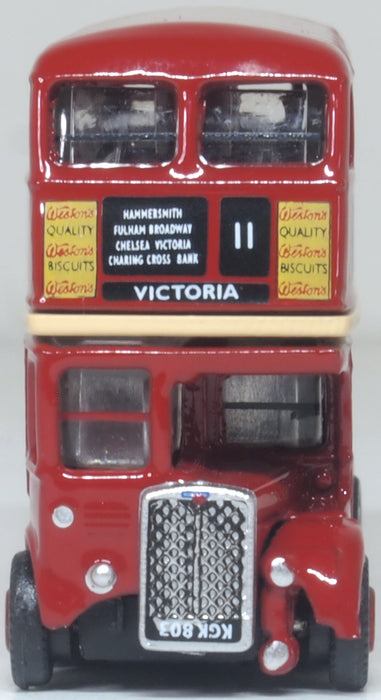 Weston's
QUALITY
Weston's
BISCUITS
Weston's
HAMMERSMITH
FULHAM BROADWAY
CHELSEA VICTORIA
CHARING CROSS BANK
11
Weston's
QUALITY
Weston's
BISCUITS
Weston's
VICTORIA
KGK 803